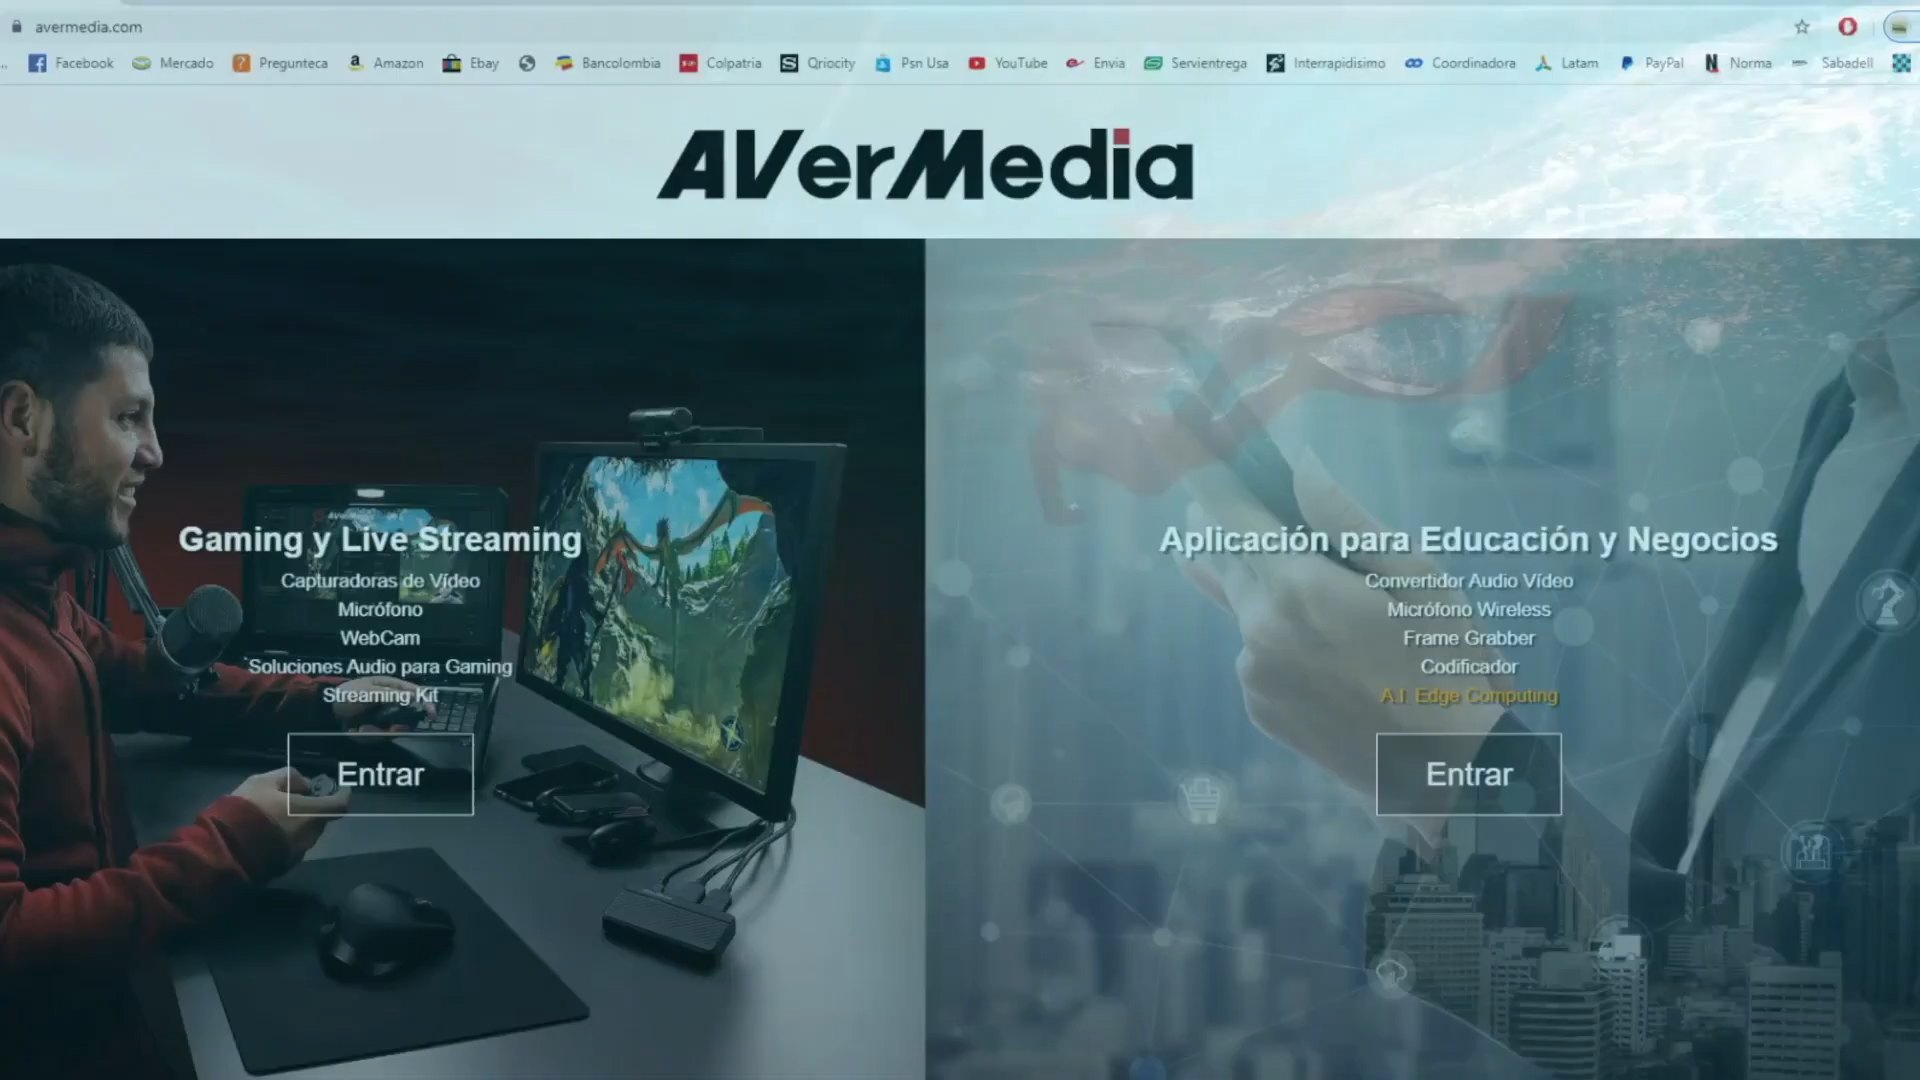 avermedia.com
Facebook Mercado Pregunteca Amazon Ebay Bancolombia Colpatria Qriocity Psn Usa YouTube Envia Servientrega Interrapidisimo Coordinadora Latam PayPal Norma Sabadell
AVerMedia
Gaming y Live Streaming
Capturadoras de Vídeo
Micrófono
WebCam
Soluciones Audio para Gaming
Streaming Kit
Entrar
Aplicación para Educación y Negocios
Convertidor Audio Vídeo
Micrófono Wireless
Frame Grabber
Codificador
A.I. Edge Computing
Entrar